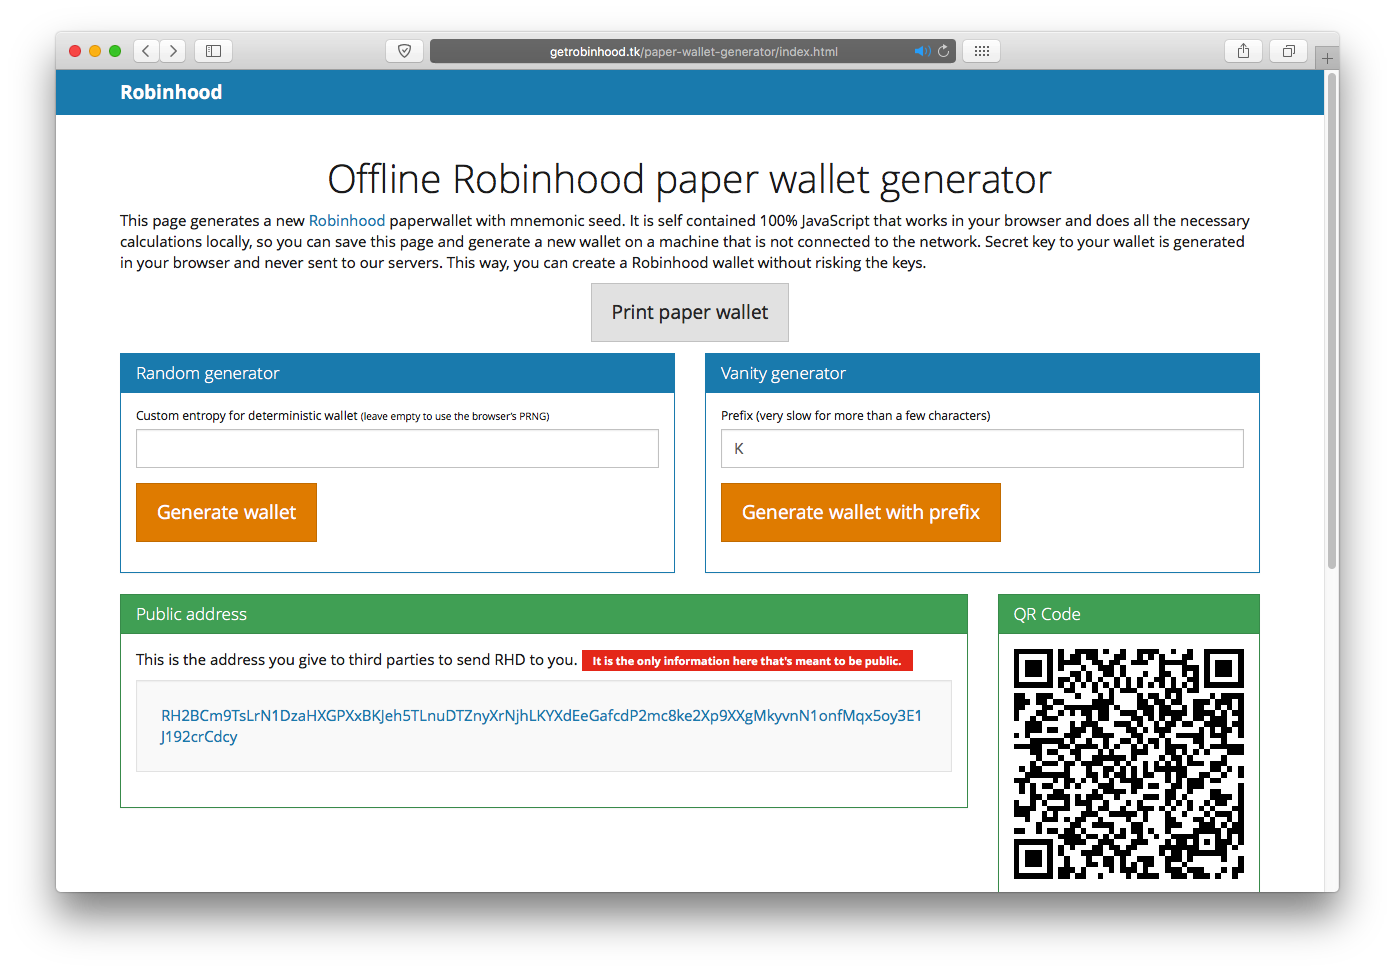 getrobinhood.tk/paper-wallet-generator/index.html
Robinhood
Offline Robinhood paper wallet generator
This page generates a new Robinhood paperwallet with mnemonic seed. It is self contained 100% JavaScript that works in your browser and does all the necessary
calculations locally, so you can save this page and generate a new wallet on a machine that is not connected to the network. Secret key to your wallet is generated
in your browser and never sent to our servers. This way, you can create a Robinhood wallet without risking the keys.
Print paper wallet
Random generator
Custom entropy for deterministic wallet (leave empty to use the browser's PRNG)
Generate wallet
Vanity generator
Prefix (very slow for more than a few characters)
K
Generate wallet with prefix
Public address
This is the address you give to third parties to send RHD to you. It is the only information here that's meant to be public.
RH2BCm9TsLrN1DzaHXGPXxBKJeh5TLnuDTZnyXrNjhLKYXdEeGafcdP2mc8ke2Xp9XXgMkyvnN1onfMqx5oy3E1
J192crCdcy
QR Code